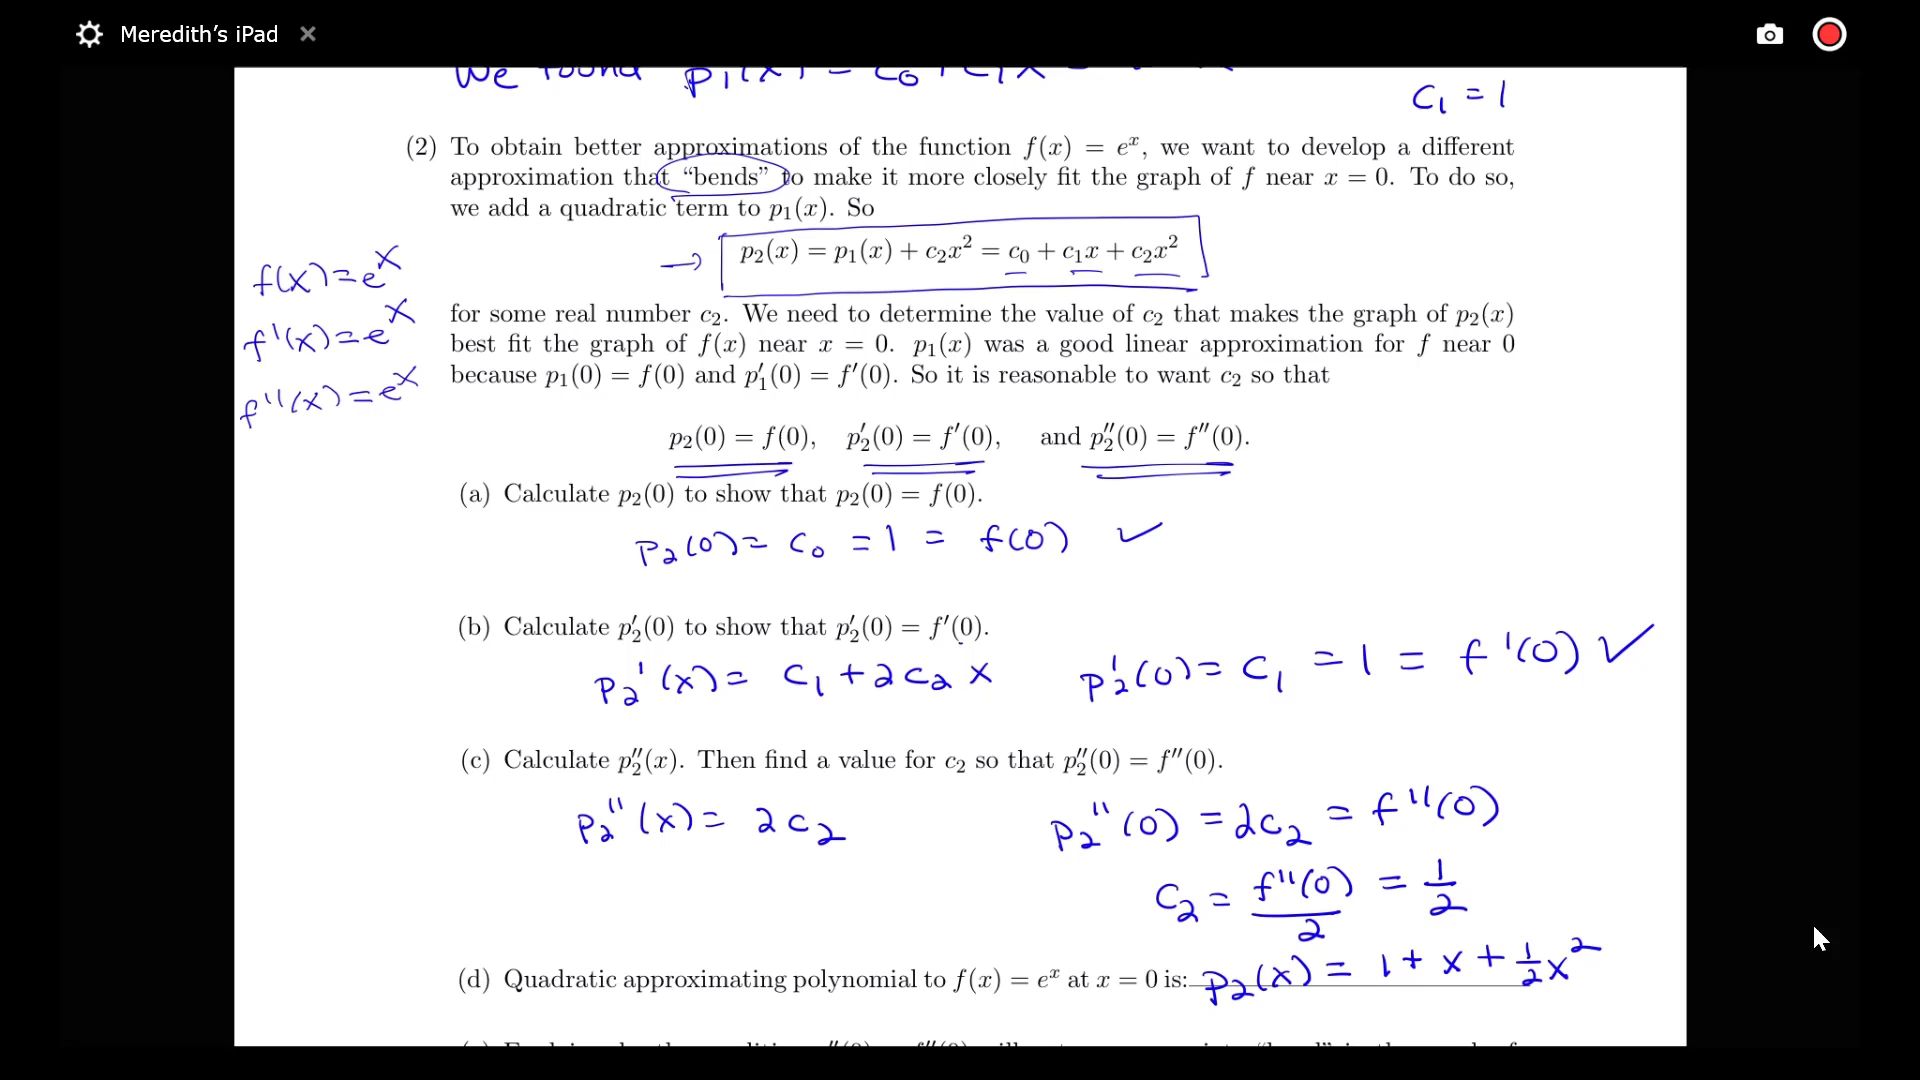 Meredith's iPad
We found p₁(x) = c₀ + c₁x
c₁ = 1
(2) To obtain better approximations of the function f(x) = eˣ, we want to develop a different
approximation that “bends” to make it more closely fit the graph of f near x = 0. To do so,
we add a quadratic term to p₁(x). So
→ p₂(x) = p₁(x) + c₂x² = c₀ + c₁x + c₂x²
f(x) = eˣ
f'(x) = eˣ
f''(x) = eˣ
for some real number c₂. We need to determine the value of c₂ that makes the graph of p₂(x)
best fit the graph of f(x) near x = 0. p₁(x) was a good linear approximation for f near 0
because p₁(0) = f(0) and p₁′(0) = f′(0). So it is reasonable to want c₂ so that
p₂(0) = f(0), p₂′(0) = f′(0), and p₂″(0) = f″(0).
(a) Calculate p₂(0) to show that p₂(0) = f(0).
p₂(0) = c₀ = 1 = f(0) ✓
(b) Calculate p₂′(0) to show that p₂′(0) = f′(0).
p₂'(x) = c₁ + 2c₂x p₂'(0) = c₁ = 1 = f'(0) ✓
(c) Calculate p₂″(x). Then find a value for c₂ so that p₂″(0) = f″(0).
p₂''(x) = 2c₂ p₂''(0) = 2c₂ = f''(0)
c₂ = f''(0)/2 = 1/2
(d) Quadratic approximating polynomial to f(x) = eˣ at x = 0 is: p₂(x) = 1 + x + ½x²